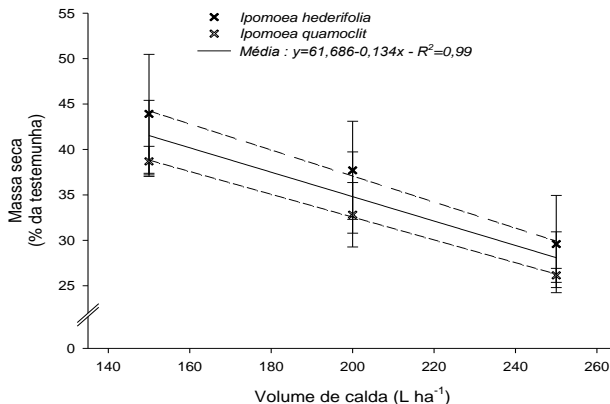 Ipomoea hederifolia
Ipomoea quamoclit
Média : y=61,686-0,134x - R²=0,99
Massa seca
(% da testemunha)
55
50
45
40
35
30
25
0
140 160 180 200 220 240 260
Volume de calda (L ha⁻¹)